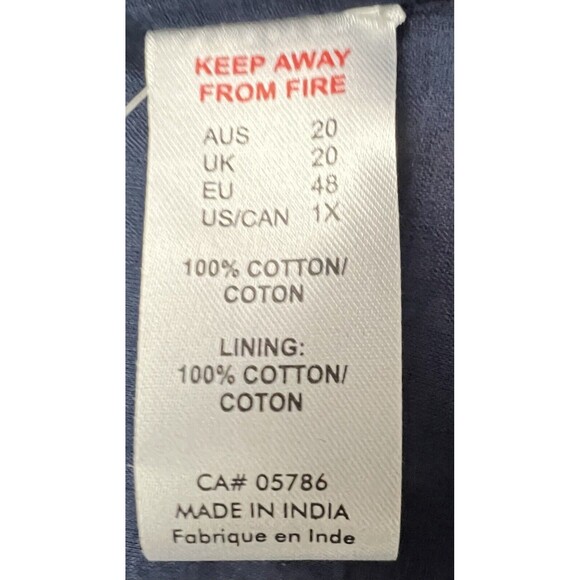 KEEP AWAY
FROM FIRE
AUS 20
UK 20
EU 48
US/CAN 1X
100% COTTON/
COTON
LINING:
100% COTTON/
COTON
CA# 05786
MADE IN INDIA
Fabrique en Inde